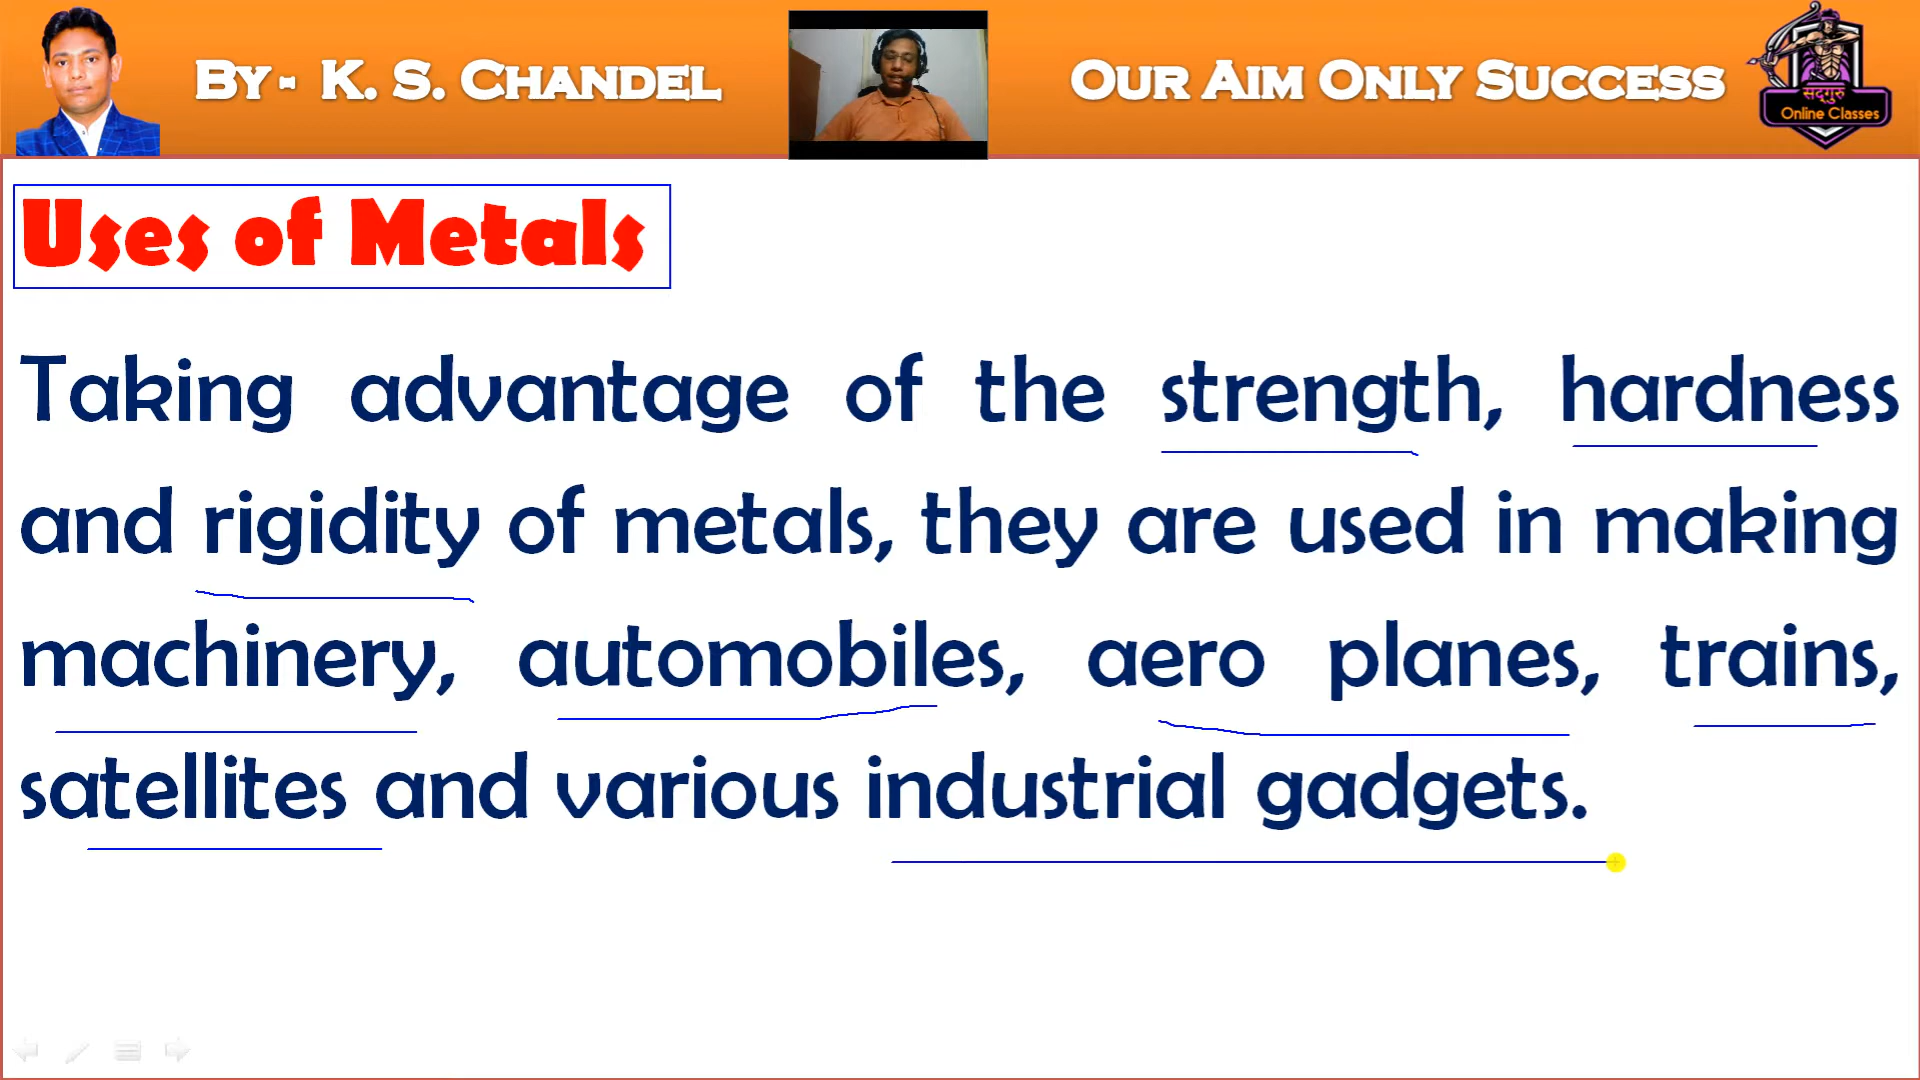 By - K. S. Chandel
Our Aim Only Success
सद्गुरु
Online Classes
Uses of Metals
Taking advantage of the strength, hardness
and rigidity of metals, they are used in making
machinery, automobiles, aero planes, trains,
satellites and various industrial gadgets.